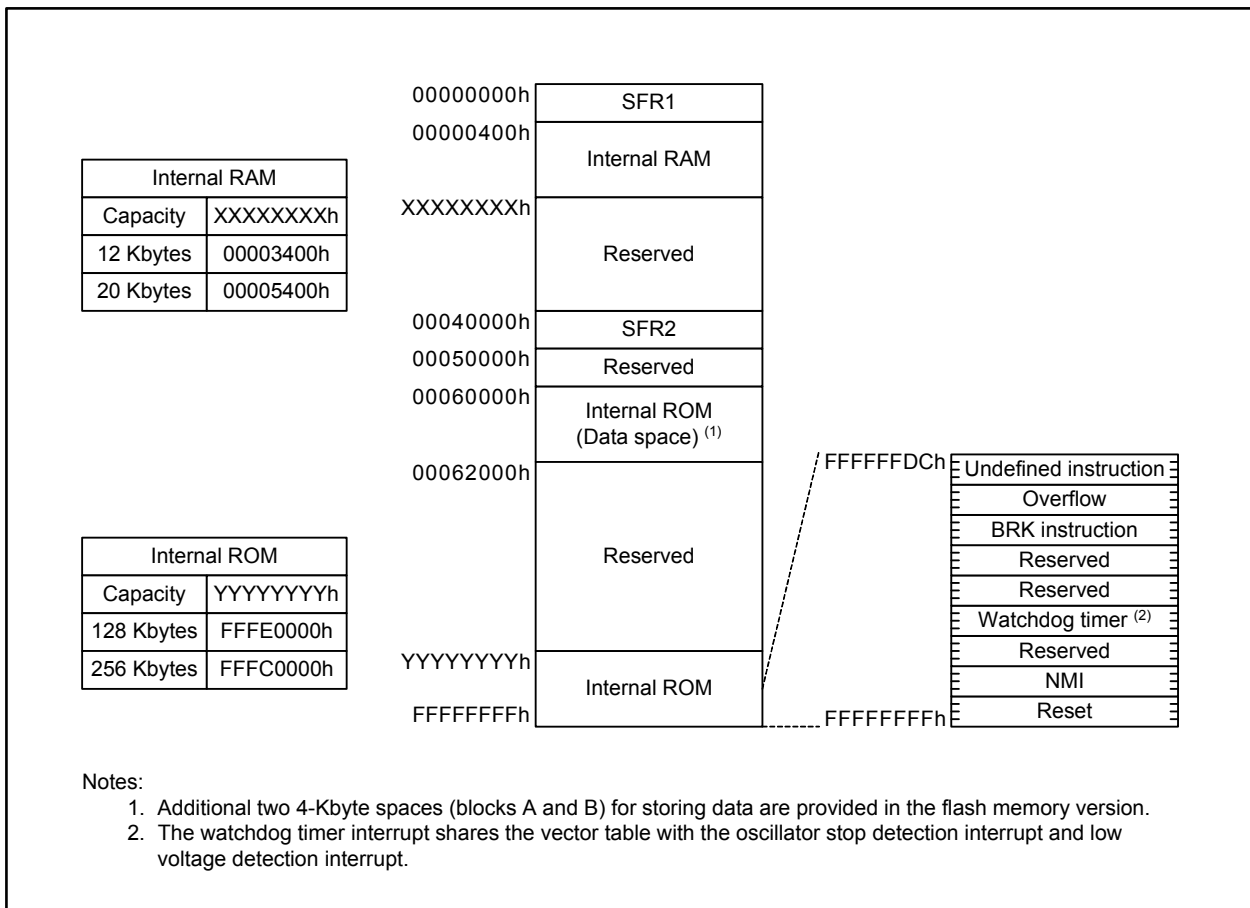 00000000h
SFR1
00000400h
Internal RAM
XXXXXXXXh
Reserved
00040000h
SFR2
00050000h
Reserved
00060000h
Internal ROM
(Data space) (1)
00062000h
Reserved
YYYYYYYYh
Internal ROM
FFFFFFFFh
Internal RAM
Capacity XXXXXXXXh
12 Kbytes 00003400h
20 Kbytes 00005400h
Internal ROM
Capacity YYYYYYYYh
128 Kbytes FFFE0000h
256 Kbytes FFFC0000h
FFFFFFDCh
Undefined instruction
Overflow
BRK instruction
Reserved
Reserved
Watchdog timer (2)
Reserved
NMI
Reset
FFFFFFFFh
Notes:
1. Additional two 4-Kbyte spaces (blocks A and B) for storing data are provided in the flash memory version.
2. The watchdog timer interrupt shares the vector table with the oscillator stop detection interrupt and low
voltage detection interrupt.